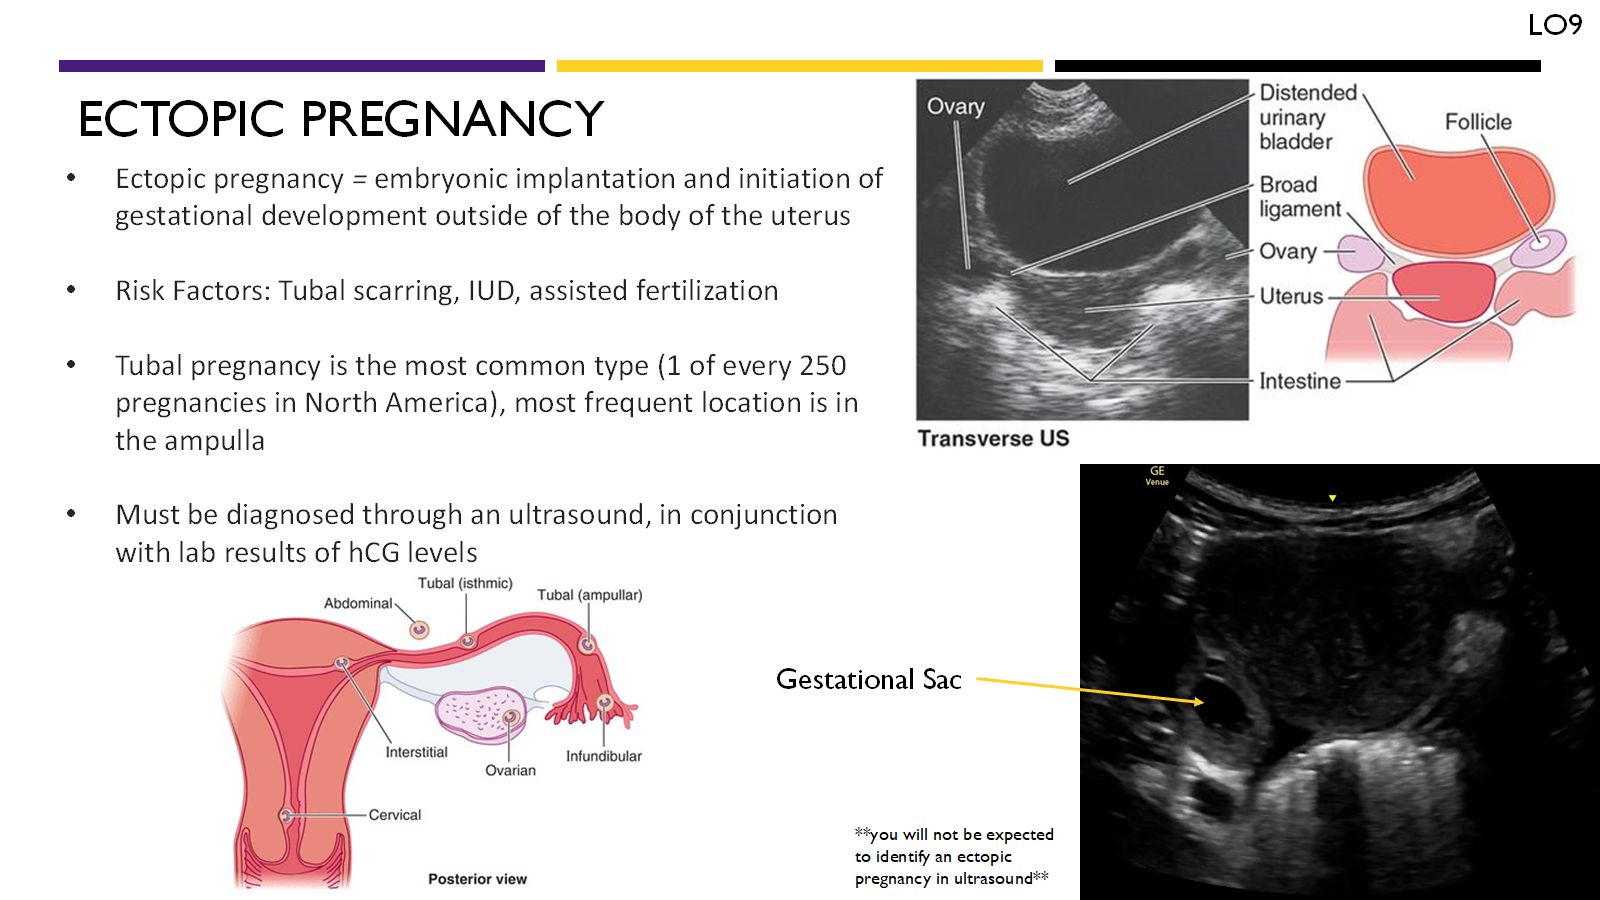 LO9
ECTOPIC PREGNANCY
• Ectopic pregnancy = embryonic implantation and initiation of
gestational development outside of the body of the uterus
• Risk Factors: Tubal scarring, IUD, assisted fertilization
• Tubal pregnancy is the most common type (1 of every 250
pregnancies in North America), most frequent location is in
the ampulla
• Must be diagnosed through an ultrasound, in conjunction
with lab results of hCG levels
Ovary
Distended
urinary
bladder
Follicle
Broad
ligament
Ovary
Uterus
Intestine
Transverse US
Tubal (isthmic)
Abdominal
Tubal (ampullar)
Interstitial
Ovarian
Infundibular
Cervical
Posterior view
Gestational Sac
GE
Venue
**you will not be expected
to identify an ectopic
pregnancy in ultrasound**